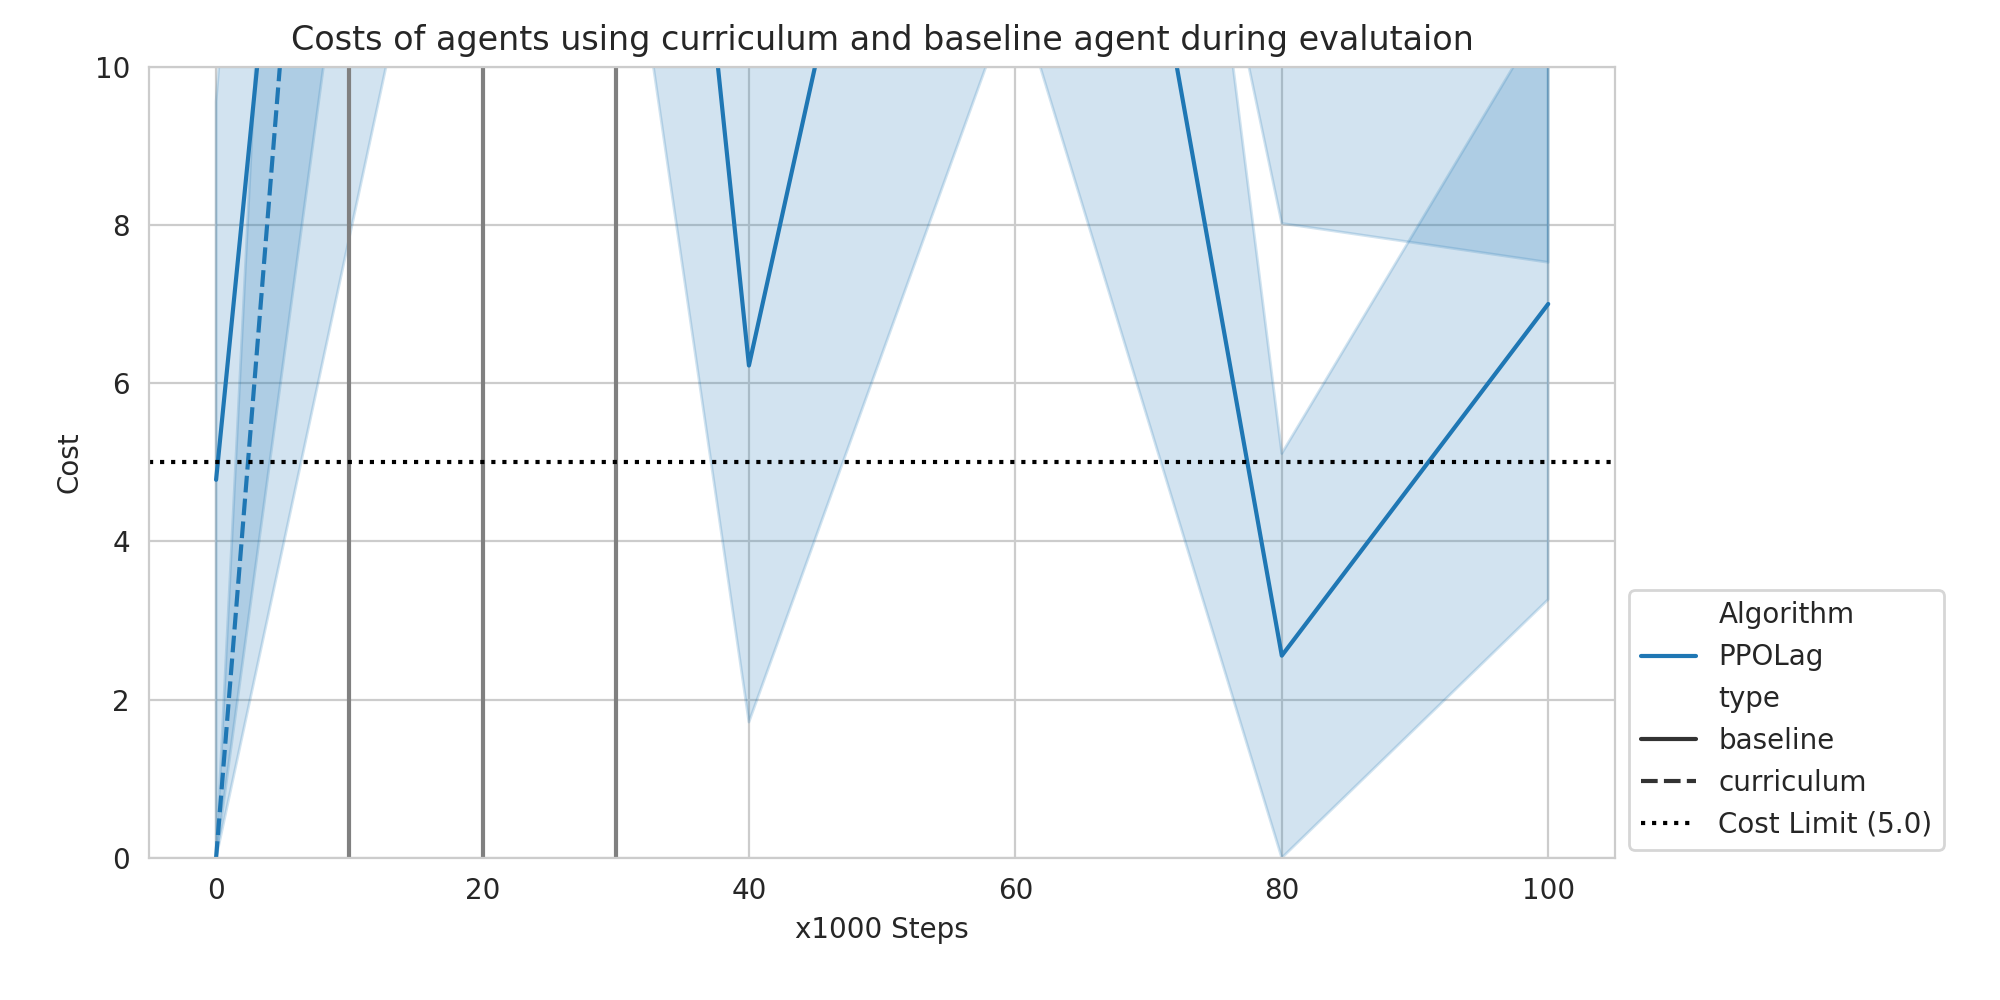 Costs of agents using curriculum and baseline agent during evalutaion
10
8
6
4
2
0
Cost
0 20 40 60 80 100
x1000 Steps
Algorithm
PPOLag
type
baseline
curriculum
Cost Limit (5.0)